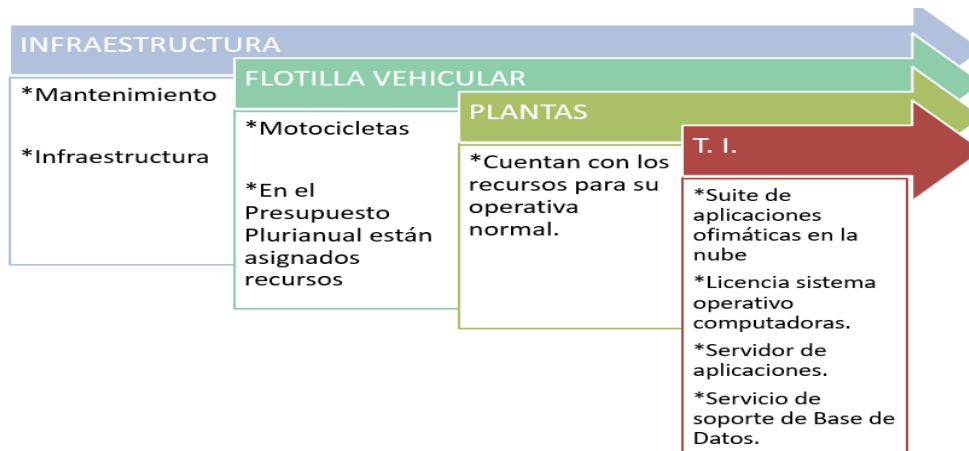 INFRAESTRUCTURA
*Mantenimiento
*Infraestructura
FLOTILLA VEHICULAR
*Motocicletas
*En el
Presupuesto
Plurianual están
asignados
recursos
PLANTAS
*Cuentan con los
recursos para su
operativa
normal.
T. I.
*Suite de
aplicaciones
ofimáticas en la
nube
*Licencia sistema
operativo
computadoras.
*Servidor de
aplicaciones.
*Servicio de
soporte de Base de
Datos.